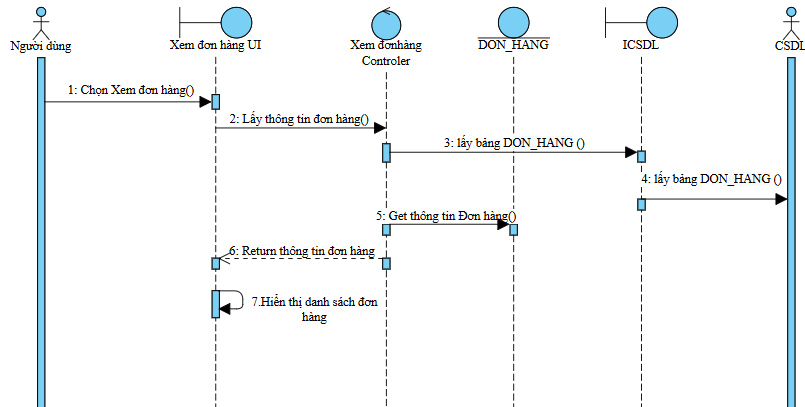 Người dùng
Xem đơn hàng UI
Xem đơnhàng
Controler
DON_HANG
ICSDL
CSDL
1: Chọn Xem đơn hàng()
2: Lấy thông tin đơn hàng()
3: lấy bảng DON_HANG ()
4: lấy bảng DON_HANG ()
5: Get thông tin Đơn hàng()
6: Return thông tin đơn hàng
7.Hiển thị danh sách đơn
hàng